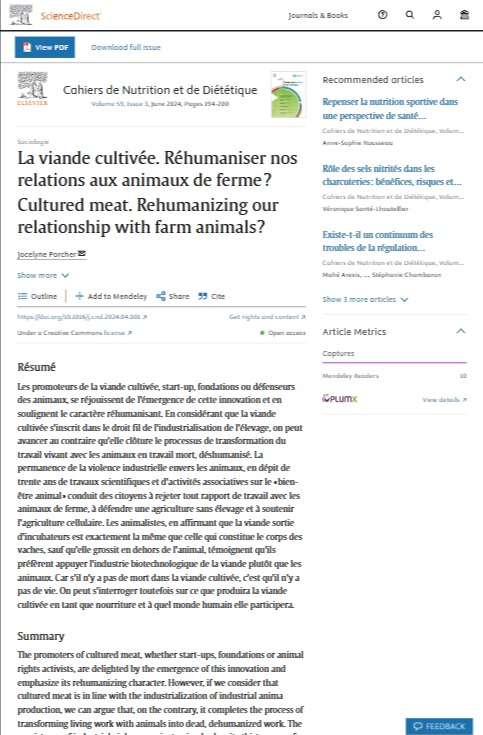 ScienceDirect
Journals & Books
View PDF
Download full issue
ELSEVIER
Cahiers de Nutrition et de Diététique
Volume 59, Issue 3, June 2024, Pages 194-200
Sociologie
La viande cultivée. Réhumaniser nos
relations aux animaux de ferme?
Cultured meat. Rehumanizing our
relationship with farm animals?
Jocelyne Porcher
Show more
Outline
Add to Mendeley
Share
Cite
https://doi.org/10.1016/j.cnd.2024.04.001
Get rights and content
Under a Creative Commons license
Open access
Résumé
Les promoteurs de la viande cultivée, start-up, fondations ou défenseurs
des animaux, se réjouissent de l'émergence de cette innovation et en
soulignent le caractère réhumanisant. En considérant que la viande
cultivée s'inscrit dans le droit fil de l'industrialisation de l'élevage, on peut
avancer au contraire qu'elle clôture le processus de transformation du
travail vivant avec les animaux en travail mort, déshumanisé. La
permanence de la violence industrielle envers les animaux, en dépit de
trente ans de travaux scientifiques et d'activités associatives sur le «bien-
être animal» conduit des citoyens à rejeter tout rapport de travail avec les
animaux de ferme, à défendre une agriculture sans élevage et à soutenir
l'agriculture cellulaire. Les animalistes, en affirmant que la viande sortie
d'incubateurs est exactement la même que celle qui constitue le corps des
vaches, sauf qu'elle grossit en dehors de l'animal, témoignent qu'ils
préfèrent appuyer l'industrie biotechnologique de la viande plutôt que les
animaux. Car s'il n'y a pas de mort dans la viande cultivée, c'est qu'il n'y a
pas de vie. On peut s'interroger toutefois sur ce que produira la viande
cultivée en tant que nourriture et à quel monde humain elle participera.
Summary
The promoters of cultured meat, whether start-ups, foundations or animal
rights activists, are delighted by the emergence of this innovation and
emphasize its rehumanizing character. However, if we consider that
cultured meat is in line with the industrialization of industrial anima
production, we can argue that, on the contrary, it completes the process of
transforming living work with animals into dead, dehumanized work. The
Recommended articles
Repenser la nutrition sportive dans
une perspective de santé...
Cahiers de Nutrition et de Diététique, Volum...
Anne-Sophie Rousseau
Rôle des sels nitrités dans les
charcuteries: bénéfices, risques et...
Cahiers de Nutrition et de Diététique, Volum...
Véronique Santé-Lhoutellier
Existe-t-il un continuum des
troubles de la régulation...
Cahiers de Nutrition et de Diététique, Volum...
Mahé Arexis, ..., Stéphanie Chambaron
Show 3 more articles
Article Metrics
Captures
Mendeley Readers
10
PLUMX
View details
FEEDBACK